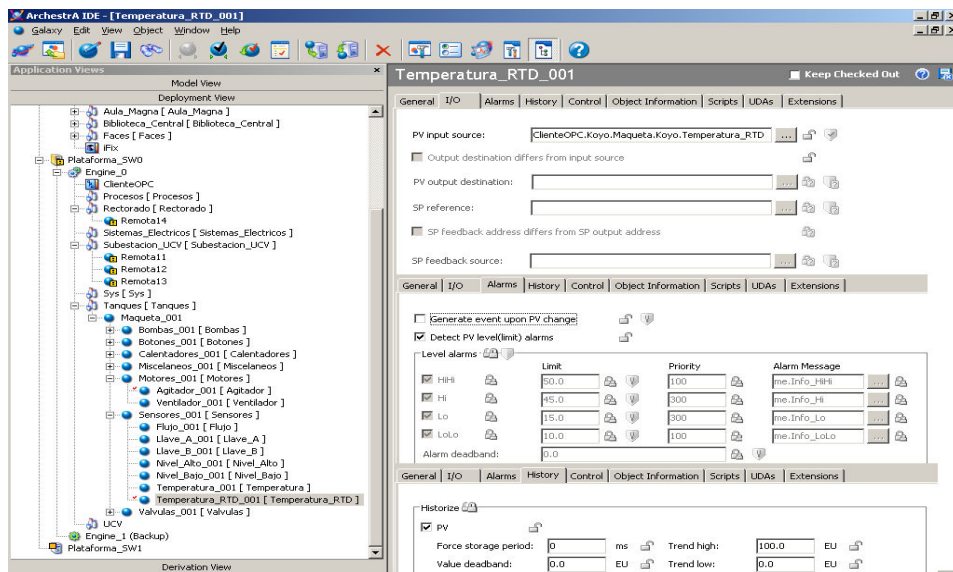 ArchestrA IDE - [Temperatura_RTD_001]
Galaxy Edit View Object Window Help
Application Views
Model View
Deployment View
Aula_Magna [ Aula_Magna ]
Biblioteca_Central [ Biblioteca_Central ]
Faces [ Faces ]
iFix
Plataforma_SW0
Engine_0
ClienteOPC
Procesos [ Procesos ]
Rectorado [ Rectorado ]
Remota14
Sistemas_Electricos [ Sistemas_Electricos ]
Subestacion_UCV [ Subestacion_UCV ]
Remota11
Remota12
Remota13
Sys [ Sys ]
Tanques [ Tanques ]
Maqueta_001
Bombas_001 [ Bombas ]
Botones_001 [ Botones ]
Calentadores_001 [ Calentadores ]
Miscelaneos_001 [ Miscelaneos ]
Motores_001 [ Motores ]
Agitador_001 [ Agitador ]
Ventilador_001 [ Ventilador ]
Sensores_001 [ Sensores ]
Flujo_001 [ Flujo ]
Llave_A_001 [ Llave_A ]
Llave_B_001 [ Llave_B ]
Nivel_Alto_001 [ Nivel_Alto ]
Nivel_Bajo_001 [ Nivel_Bajo ]
Temperatura_001 [ Temperatura ]
Temperatura_RTD_001 [ Temperatura_RTD ]
Valvulas_001 [ Valvulas ]
UCV
Engine_1 (Backup)
Plataforma_SW1
Derivation View
Temperatura_RTD_001 Keep Checked Out
General I/O Alarms History Control Object Information Scripts UDAs Extensions
PV input source: ClienteOPC.Koyo.Maqueta.Koyo.Temperatura_RTD ...
Output destination differs from input source
PV output destination: ...
SP reference: ...
SP feedback address differs from SP output address
SP feedback source: ...
General I/O Alarms History Control Object Information Scripts UDAs Extensions
Generate event upon PV change
Detect PV level(limit) alarms
Level alarms
Limit Priority Alarm Message
HiHi 50.0 100 me.Info_HiHi ...
Hi 45.0 300 me.Info_Hi ...
Lo 15.0 300 me.Info_Lo ...
LoLo 10.0 100 me.Info_LoLo ...
Alarm deadband: 0.0
General I/O Alarms History Control Object Information Scripts UDAs Extensions
Historize
PV
Force storage period: 0 ms Trend high: 100.0 EU
Value deadband: 0.0 EU Trend low: 0.0 EU